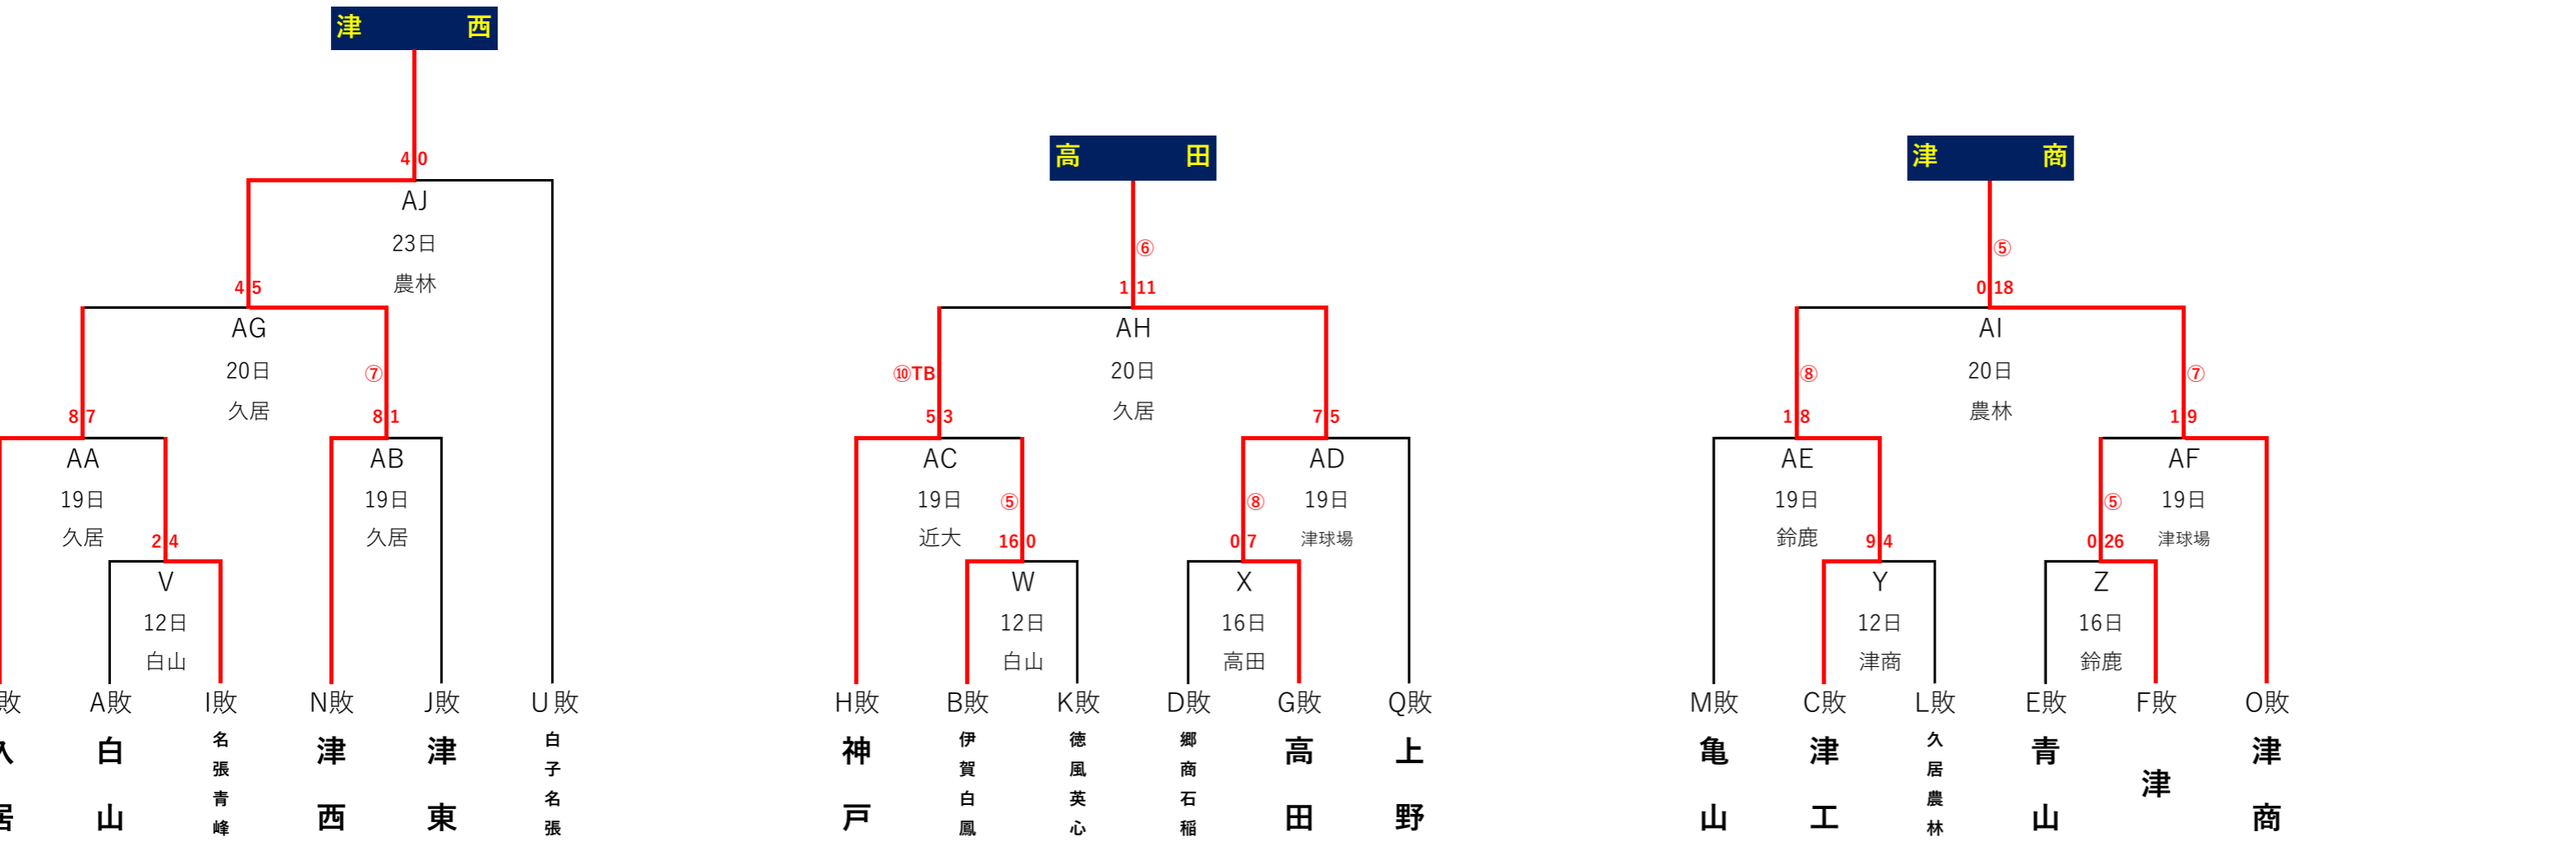 津 西
4 0
AJ
23日
農林
4 5
AG
20日
久居
⑦
8 7
AA
19日
久居
8 1
AB
19日
久居
2 4
V
12日
白山
敗
A敗
I敗
N敗
J敗
U敗
久居
白山
名張青峰
津西
津東
白子名張
高 田
⑥
1 11
AH
20日
久居
⑩TB
5 3
AC
19日
近大
7 5
AD
19日
津球場
⑤
16 0
W
12日
白山
⑧
0 7
X
16日
高田
H敗
B敗
K敗
D敗
G敗
Q敗
神戸
伊賀白鳳
徳風英心
郷商石稲
高田
上野
津 商
⑤
0 18
AI
20日
農林
⑧
1 8
AE
19日
鈴鹿
⑦
1 9
AF
19日
津球場
9 4
Y
12日
津商
⑤
0 26
Z
16日
鈴鹿
M敗
C敗
L敗
E敗
F敗
O敗
亀山
津工
久居農林
青山
津
津商